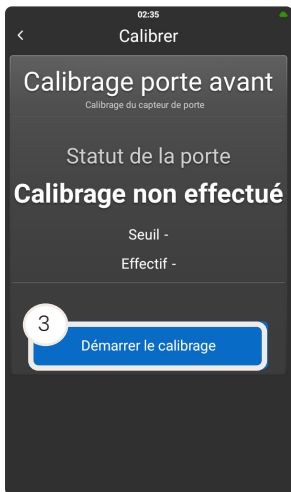 02:35
Calibrer
Calibrage porte avant
Calibrage du capteur de porte
Statut de la porte
Calibrage non effectué
Seuil -
Effectif -
3
Démarrer le calibrage